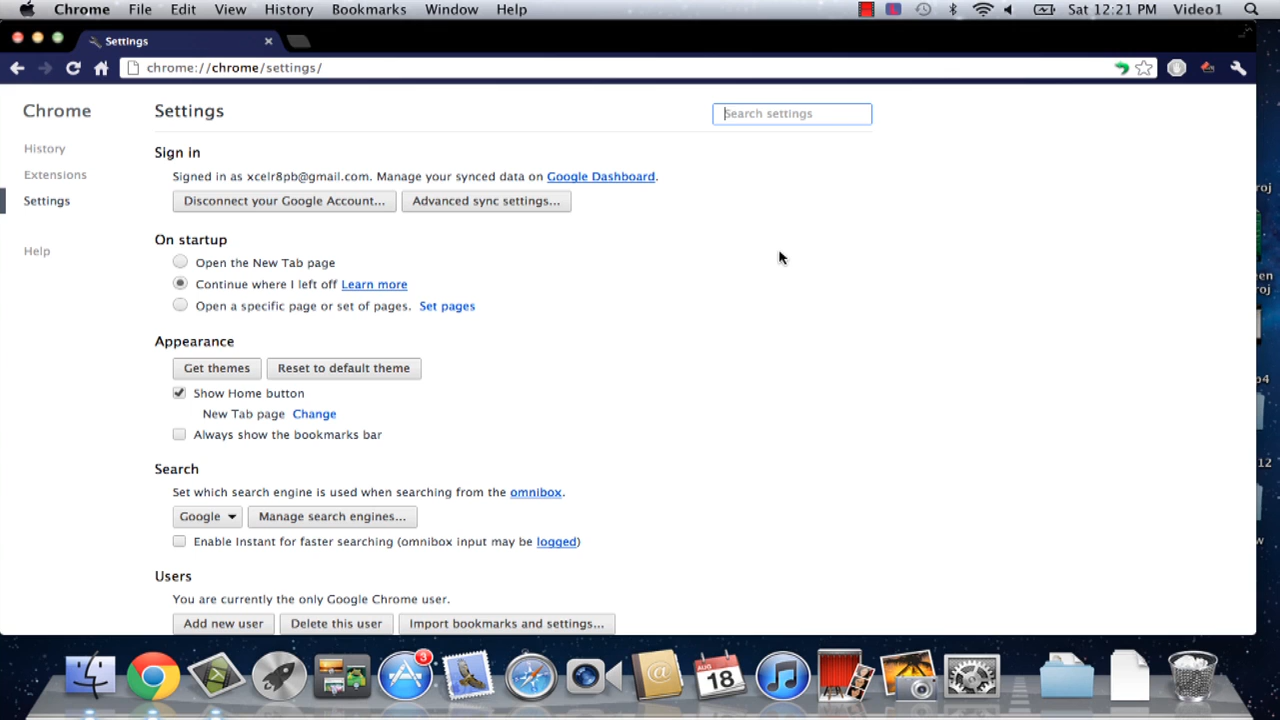 Chrome File Edit View History Bookmarks Window Help Sat 12:21 PM Video1
Settings
chrome://chrome/settings/
Chrome
Settings
Search settings
History
Extensions
Settings
Help
Sign in
Signed in as xcelr8pb@gmail.com. Manage your synced data on Google Dashboard.
Disconnect your Google Account... Advanced sync settings...
On startup
Open the New Tab page
Continue where I left off Learn more
Open a specific page or set of pages. Set pages
Appearance
Get themes Reset to default theme
Show Home button
New Tab page Change
Always show the bookmarks bar
Search
Set which search engine is used when searching from the omnibox.
Google Manage search engines...
Enable Instant for faster searching (omnibox input may be logged)
Users
You are currently the only Google Chrome user.
Add new user Delete this user Import bookmarks and settings...
roj
een
roj
p4
12
w
3
AUG
18